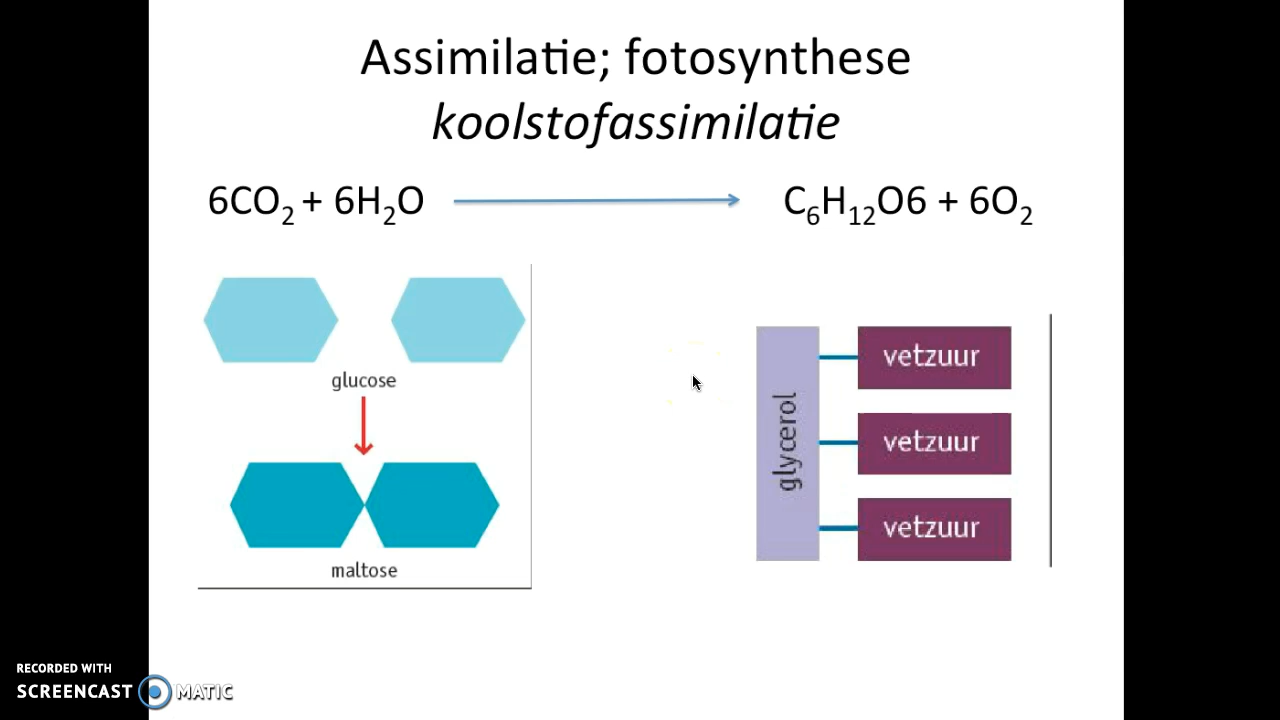 Assimilatie; fotosynthese
koolstofassimilatie
6CO₂ + 6H₂O C₆H₁₂O6 + 6O₂
glucose
maltose
glycerol
vetzuur
vetzuur
vetzuur
RECORDED WITH
SCREENCAST MATIC